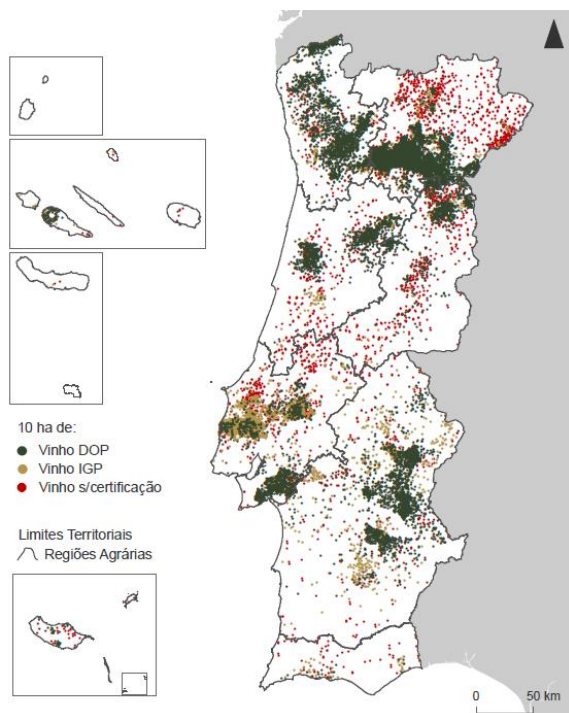 10 ha de:
Vinho DOP
Vinho IGP
Vinho s/certificação
Limites Territoriais
Regiões Agrárias
0 50 km